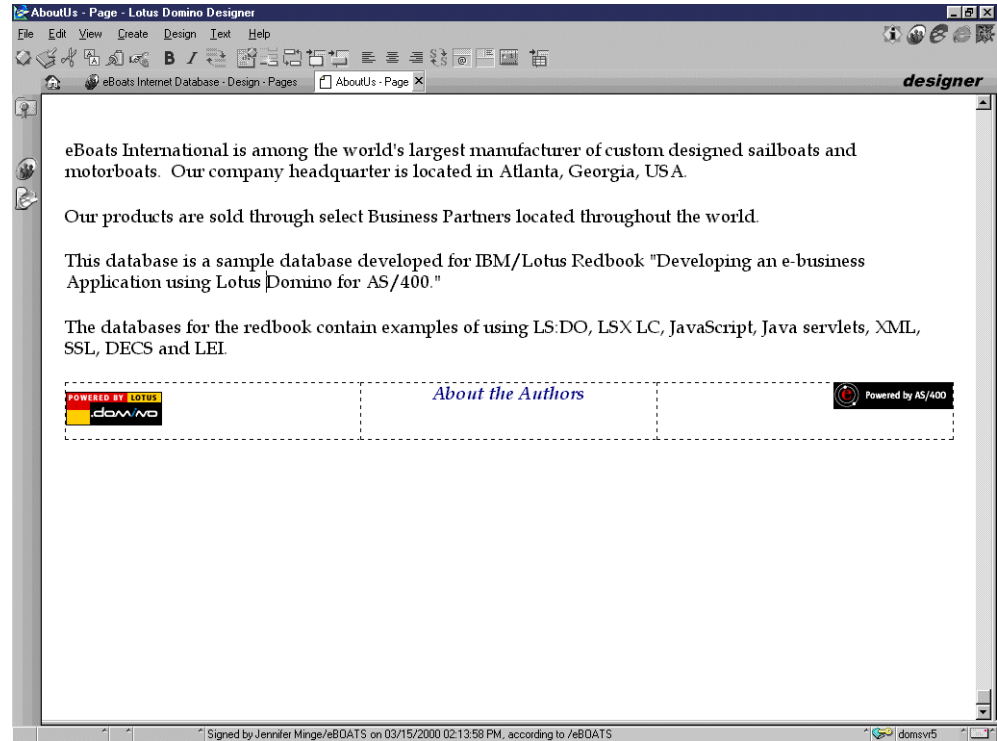 AboutUs - Page - Lotus Domino Designer
File Edit View Create Design Text Help
B I
eBoats Internet Database - Design - Pages AboutUs - Page designer
eBoats International is among the world's largest manufacturer of custom designed sailboats and
motorboats. Our company headquarter is located in Atlanta, Georgia, USA.
Our products are sold through select Business Partners located throughout the world.
This database is a sample database developed for IBM/Lotus Redbook "Developing an e-business
Application using Lotus Domino for AS/400."
The databases for the redbook contain examples of using LS:DO, LSX LC, JavaScript, Java servlets, XML,
SSL, DECS and LEI.
POWERED BY LOTUS About the Authors Powered by AS/400
.domino
Signed by Jennifer Minge/eBOATS on 03/15/2000 02:13:58 PM, according to /eBOATS domsvr5